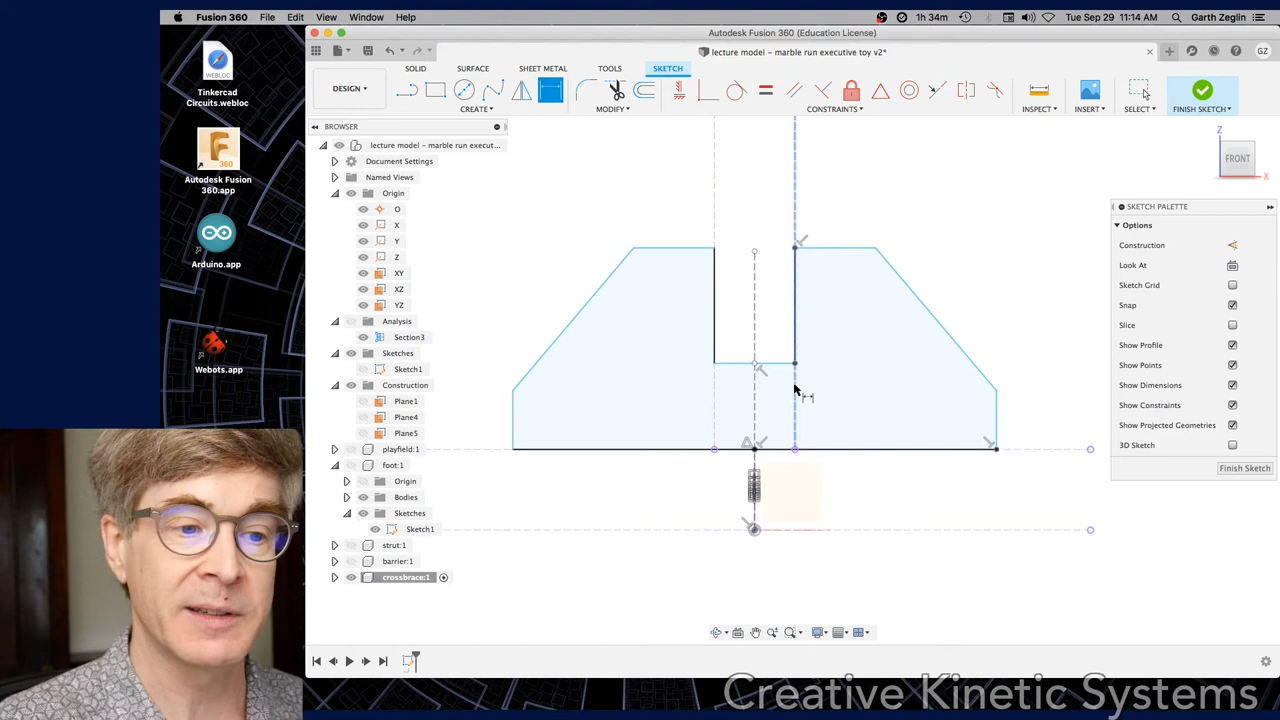 Fusion 360 File Edit View Window Help
1h 34m Tue Sep 29 11:14 AM Garth Zeglin
Autodesk Fusion 360 (Education License)
lecture model – marble run executive toy v2*
GZ
SOLID SURFACE SHEET METAL TOOLS SKETCH
DESIGN
CREATE MODIFY CONSTRAINTS INSPECT INSERT SELECT FINISH SKETCH
BROWSER
lecture model – marble run execut...
Document Settings
Named Views
Origin
O
X
Y
Z
XY
XZ
YZ
Analysis
Section3
Sketches
Sketch1
Construction
Plane1
Plane4
Plane5
playfield:1
foot:1
Origin
Bodies
Sketches
Sketch1
strut:1
barrier:1
crossbrace:1
Z
FRONT
X
SKETCH PALETTE
Options
Construction
Look At
Sketch Grid
Snap
Slice
Show Profile
Show Points
Show Dimensions
Show Constraints
Show Projected Geometries
3D Sketch
Finish Sketch
WEBLOC
Tinkercad
Circuits.webloc
360
Autodesk Fusion
360.app
Arduino.app
Webots.app
Creative Kinetic Systems